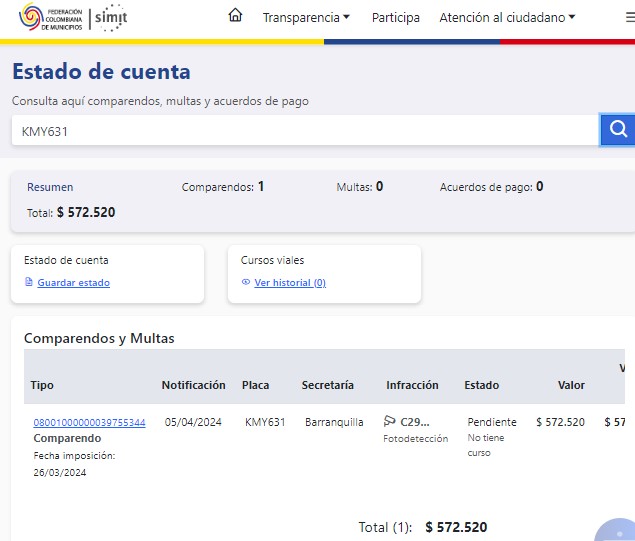 FEDERACIÓN
COLOMBIANA
DE MUNICIPIOS
simit
Transparencia
Participa
Atención al ciudadano
Estado de cuenta
Consulta aquí comparendos, multas y acuerdos de pago
KMY631
Resumen
Comparendos: 1
Multas: 0
Acuerdos de pago: 0
Total: $ 572.520
Estado de cuenta
Guardar estado
Cursos viales
Ver historial (0)
Comparendos y Multas
V
Tipo
Notificación
Placa
Secretaría
Infracción
Estado
Valor
08001000000039755344
Comparendo
Fecha imposición:
26/03/2024
05/04/2024
KMY631
Barranquilla
C29...
Fotodetección
Pendiente
No tiene
curso
$ 572.520
$ 57
Total (1): $ 572.520